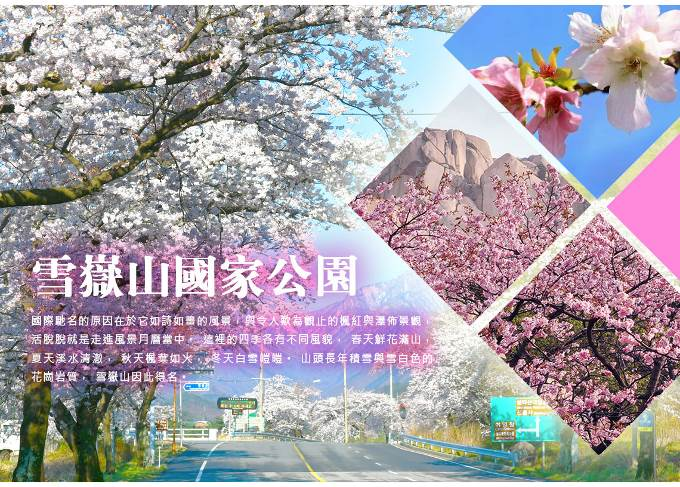 雪嶽山國家公園
國際馳名的原因在於它如詩如畫的風景，與令人歎為觀止的楓紅與瀑佈景觀，
活脫脫就是走進風景月曆當中。 這裡的四季各有不同風貌， 春天鮮花滿山，
夏天溪水清澈， 秋天楓葉如火， 冬天白雪皚皚。 山頭長年積雪與雪白色的
花崗岩質， 雪嶽山因此得名。